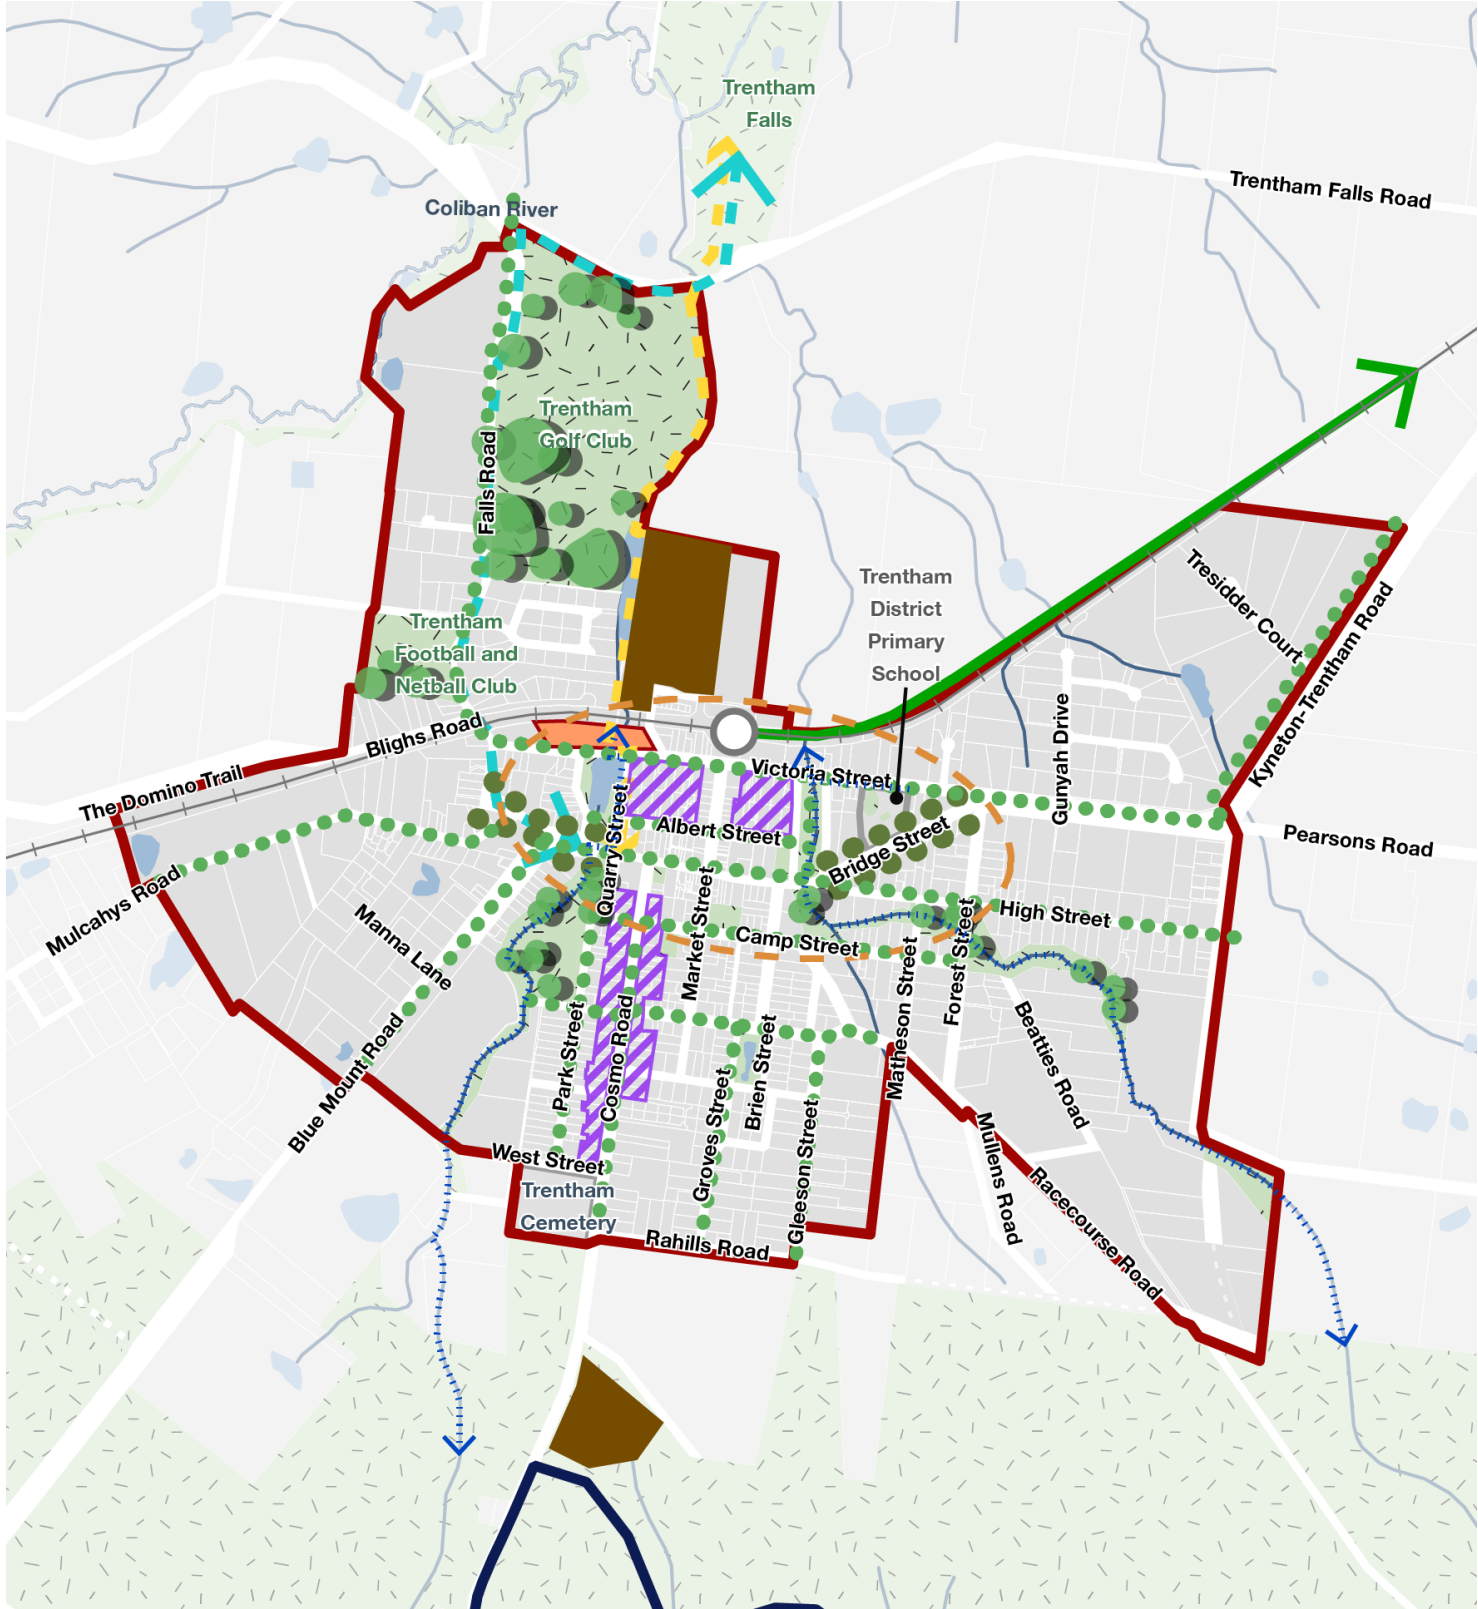 Trentham
Falls
Trentham Falls Road
Coliban River
Trentham
Golf Club
Falls Road
Trentham
District
Primary
School
Tresidder Court
Kyneton-Trentham Road
Trentham
Football and
Netball Club
Blighs Road
The Domino Trail
Gunyah Drive
Victoria Street
Albert Street
Quarry Street
Bridge Street
Pearsons Road
Mulcahys Road
Manna Lane
Market Street
High Street
Camp Street
Matheson Street
Forest Street
Blue Mount Road
Park Street
Cosmo Road
Brien Street
Beatties Road
Groves Street
Gleeson Street
Mullens Road
Racecourse Road
West Street
Trentham
Cemetery
Rahills Road